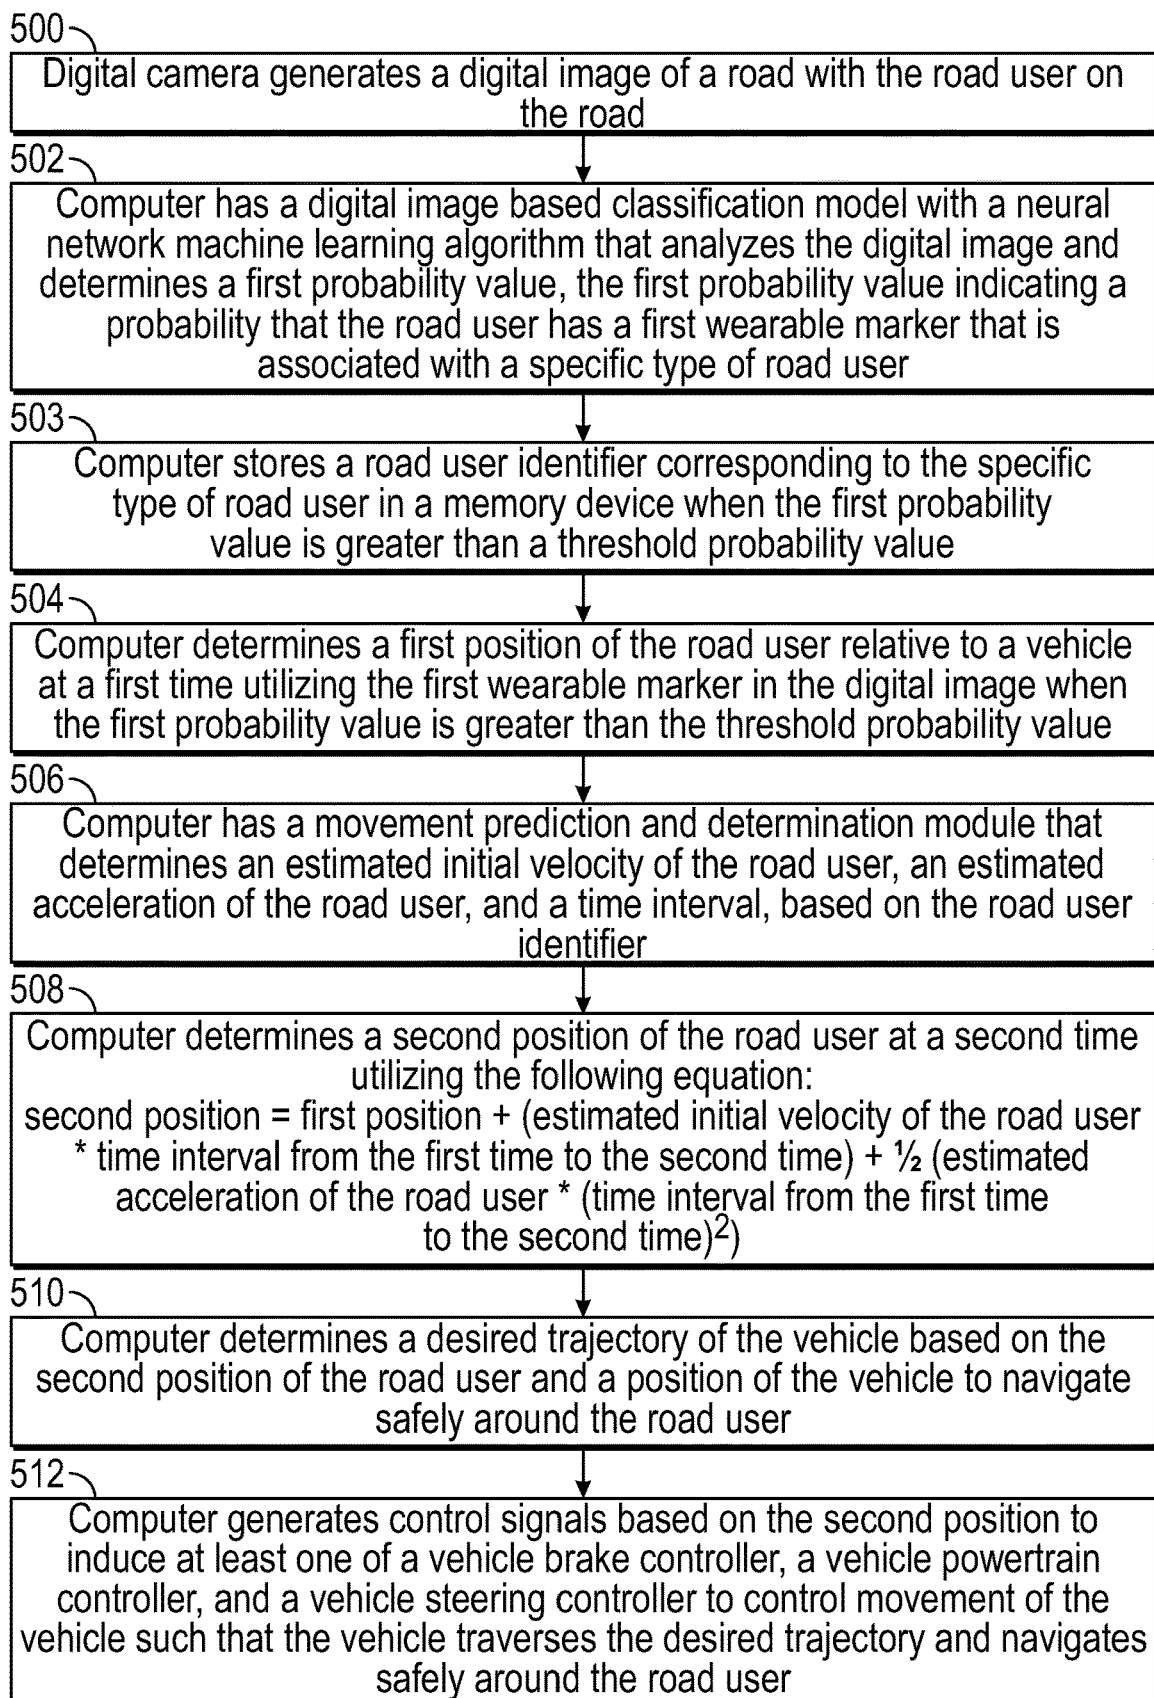 500
Digital camera generates a digital image of a road with the road user on
the road
502
Computer has a digital image based classification model with a neural
network machine learning algorithm that analyzes the digital image and
determines a first probability value, the first probability value indicating a
probability that the road user has a first wearable marker that is
associated with a specific type of road user
503
Computer stores a road user identifier corresponding to the specific
type of road user in a memory device when the first probability
value is greater than a threshold probability value
504
Computer determines a first position of the road user relative to a vehicle
at a first time utilizing the first wearable marker in the digital image when
the first probability value is greater than the threshold probability value
506
Computer has a movement prediction and determination module that
determines an estimated initial velocity of the road user, an estimated
acceleration of the road user, and a time interval, based on the road user
identifier
508
Computer determines a second position of the road user at a second time
utilizing the following equation:
second position = first position + (estimated initial velocity of the road user
* time interval from the first time to the second time) + ½ (estimated
acceleration of the road user * (time interval from the first time
to the second time)²)
510
Computer determines a desired trajectory of the vehicle based on the
second position of the road user and a position of the vehicle to navigate
safely around the road user
512
Computer generates control signals based on the second position to
induce at least one of a vehicle brake controller, a vehicle powertrain
controller, and a vehicle steering controller to control movement of the
vehicle such that the vehicle traverses the desired trajectory and navigates
safely around the road user